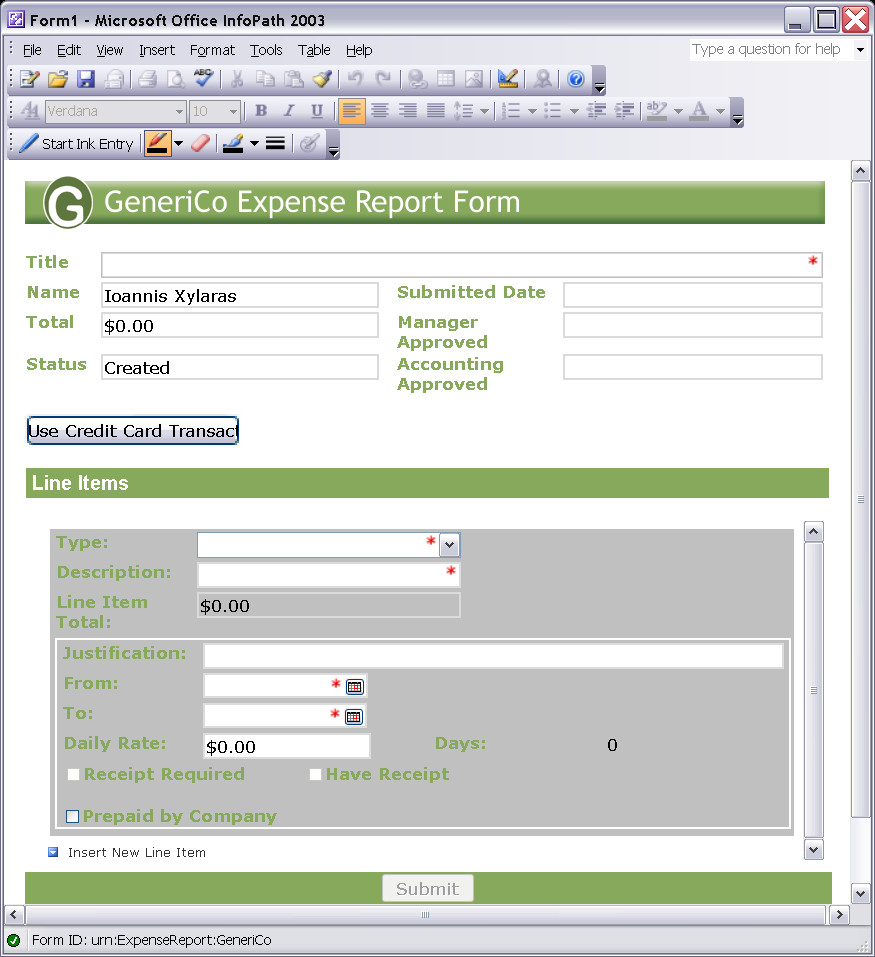 Form1 - Microsoft Office InfoPath 2003
File Edit View Insert Format Tools Table Help
Type a question for help
Verdana 10 B I U
Start Ink Entry
G GeneriCo Expense Report Form
Title *
Name Ioannis Xylaras Submitted Date
Total $0.00 Manager
Approved
Status Created Accounting
Approved
Use Credit Card Transact
Line Items
Type: *
Description: *
Line Item $0.00
Total:
Justification:
From: *
To: *
Daily Rate: $0.00 Days: 0
Receipt Required Have Receipt
Prepaid by Company
Insert New Line Item
Submit
Form ID: urn:ExpenseReport:GeneriCo